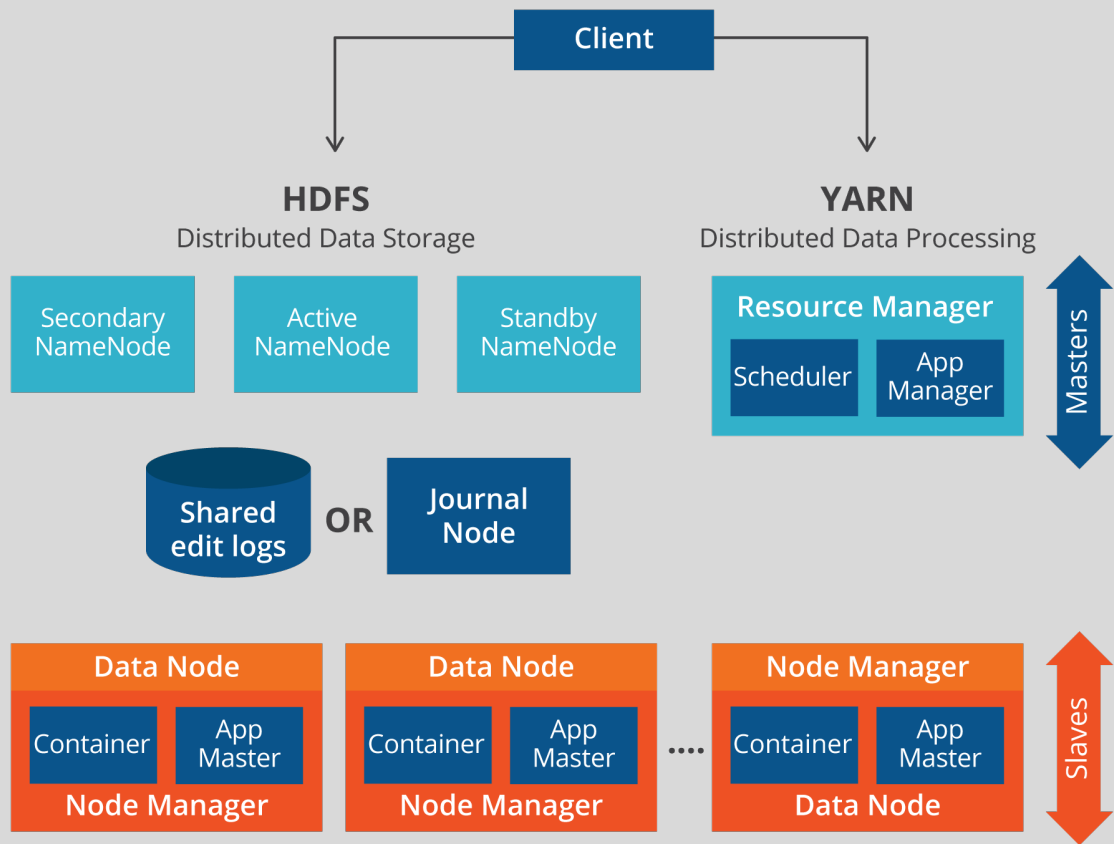 Client
HDFS
Distributed Data Storage
YARN
Distributed Data Processing
Secondary
NameNode
Active
NameNode
Standby
NameNode
Resource Manager
Scheduler
App
Manager
Masters
Shared
edit logs
OR
Journal
Node
Data Node
Container
App
Master
Node Manager
Data Node
Container
App
Master
Node Manager
....
Node Manager
Container
App
Master
Data Node
Slaves